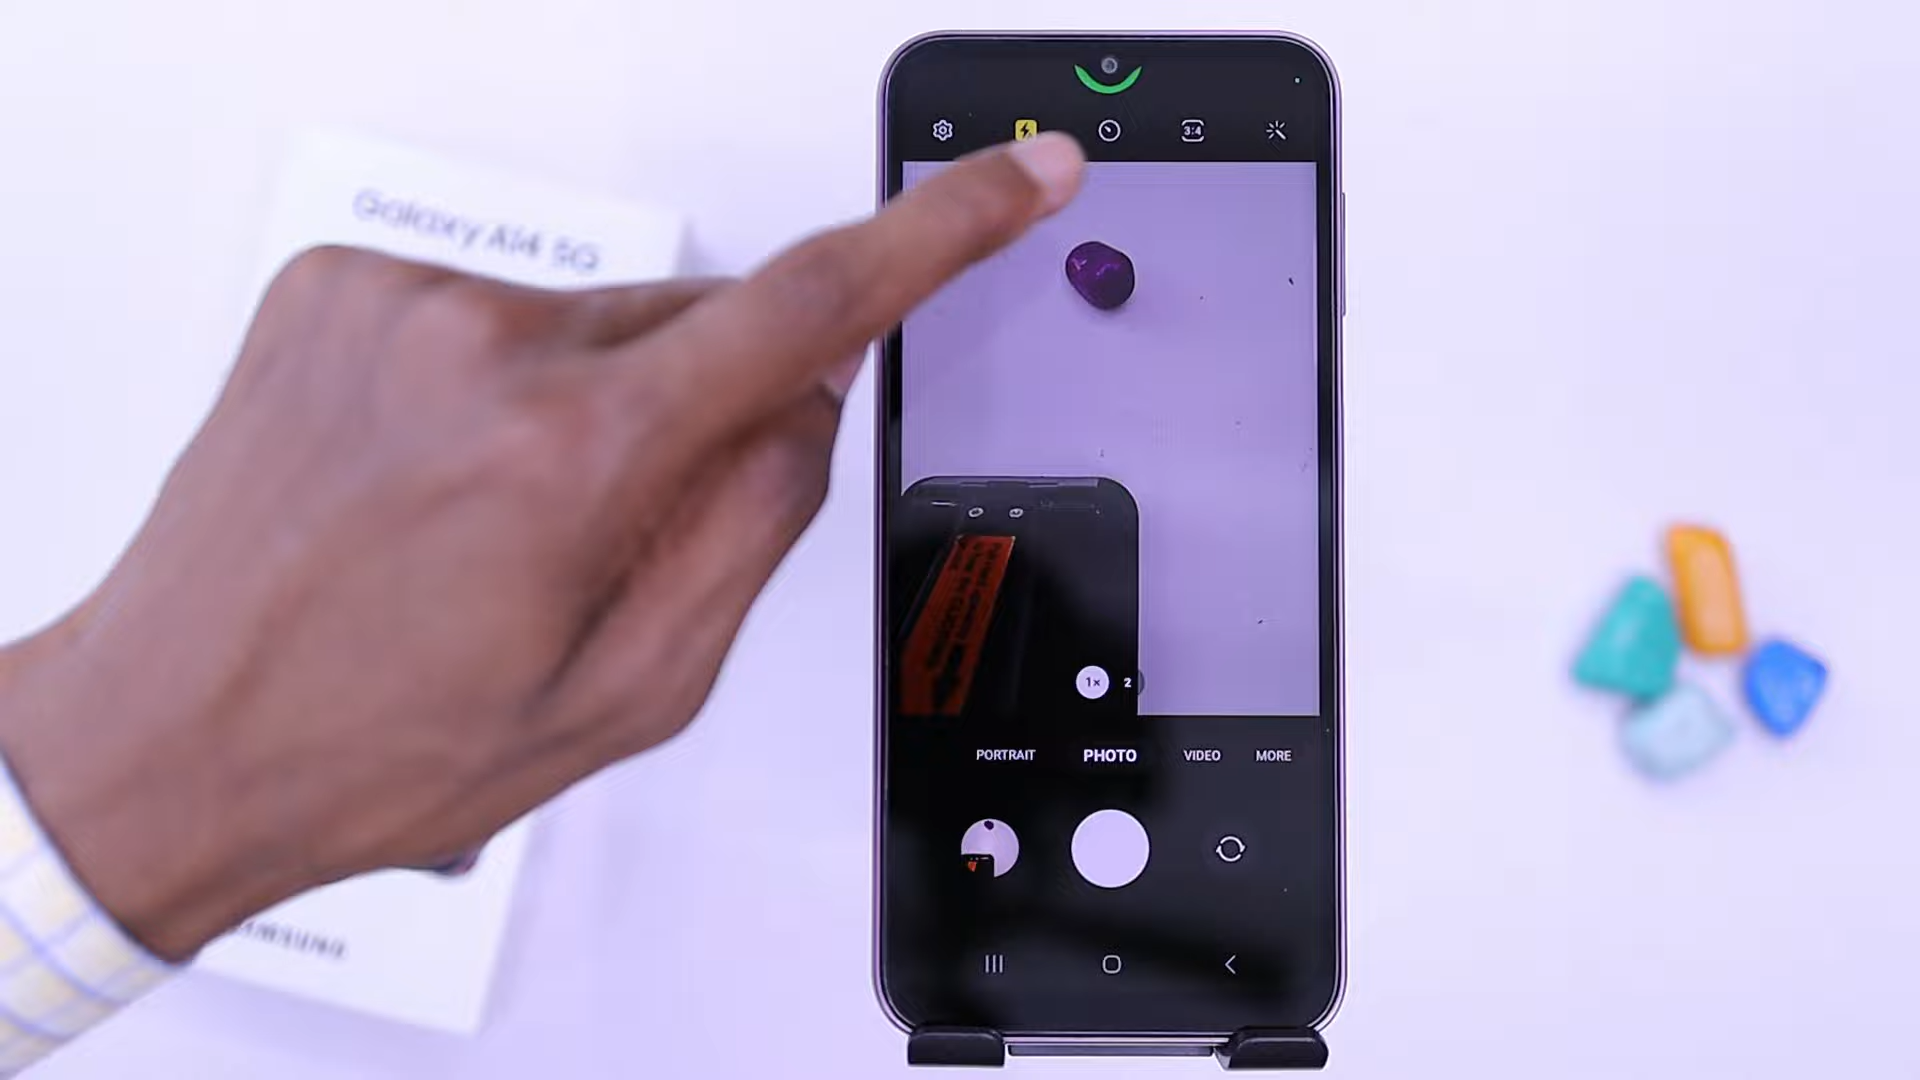 Galaxy A14 5G
3:4
1×
2
PORTRAIT
PHOTO
VIDEO
MORE
SAMSUNG